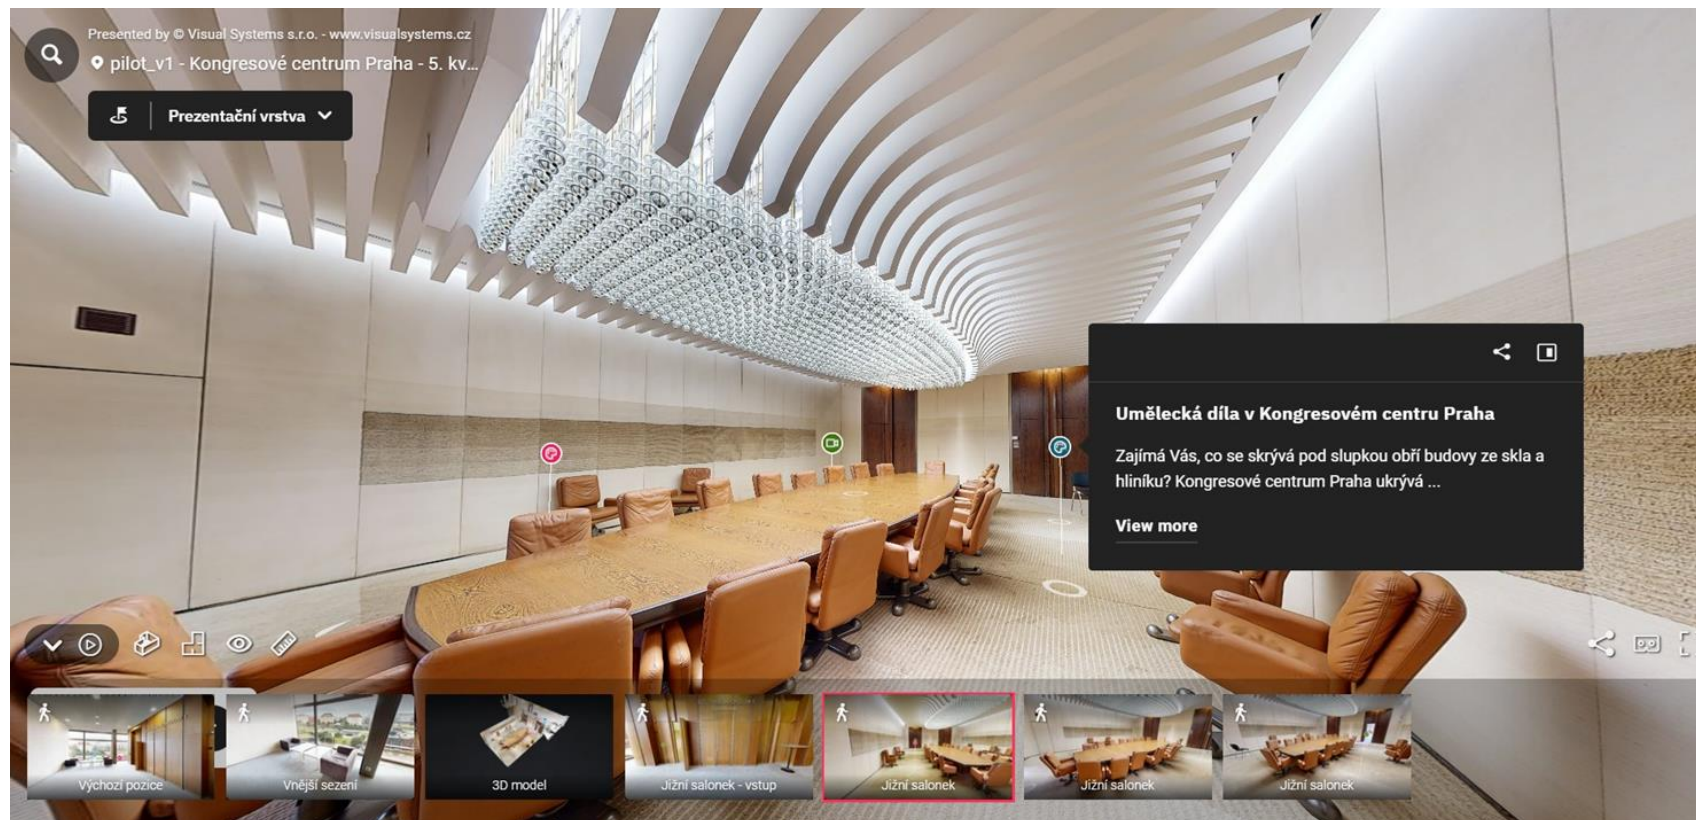 Presented by © Visual Systems s.r.o. - www.visualsystems.cz
pilot_v1 - Kongresové centrum Praha - 5. kv...
Prezentační vrstva
Umělecká díla v Kongresovém centru Praha
Zajímá Vás, co se skrývá pod slupkou obří budovy ze skla a
hliníku? Kongresové centrum Praha ukrývá ...
View more
Výchozí pozice
Vnější sezení
3D model
Jižní salonek - vstup
Jižní salonek
Jižní salonek
Jižní salonek